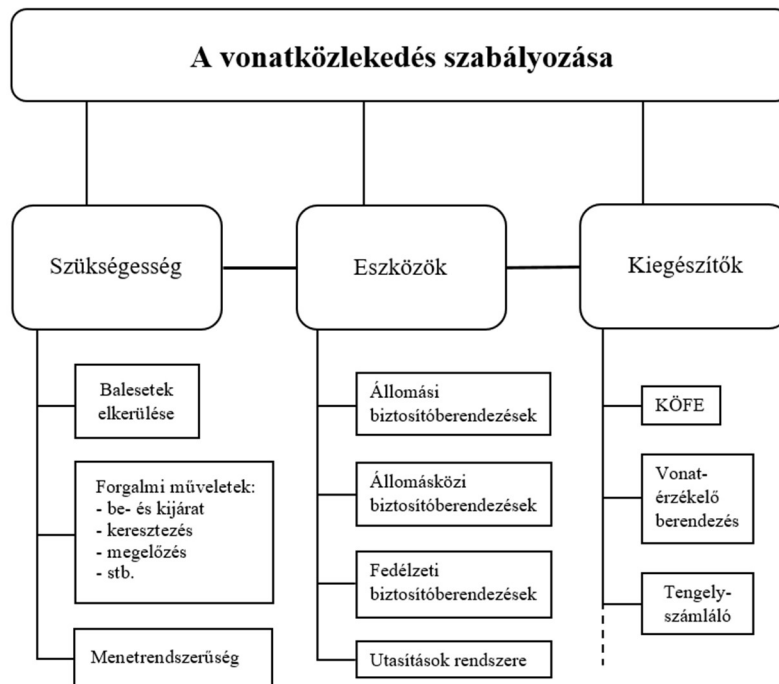 A vonatközlekedés szabályozása
Szükségesség
Eszközök
Kiegészítők
Balesetek
elkerülése
Forgalmi műveletek:
- be- és kijárat
- keresztezés
- megelőzés
- stb.
Menetrendszerűség
Állomási
biztosítóberendezések
Állomásközi
biztosítóberendezések
Fedélzeti
biztosítóberendezések
Utasítások rendszere
KÖFE
Vonat-
érzékelő
berendezés
Tengely-
számláló